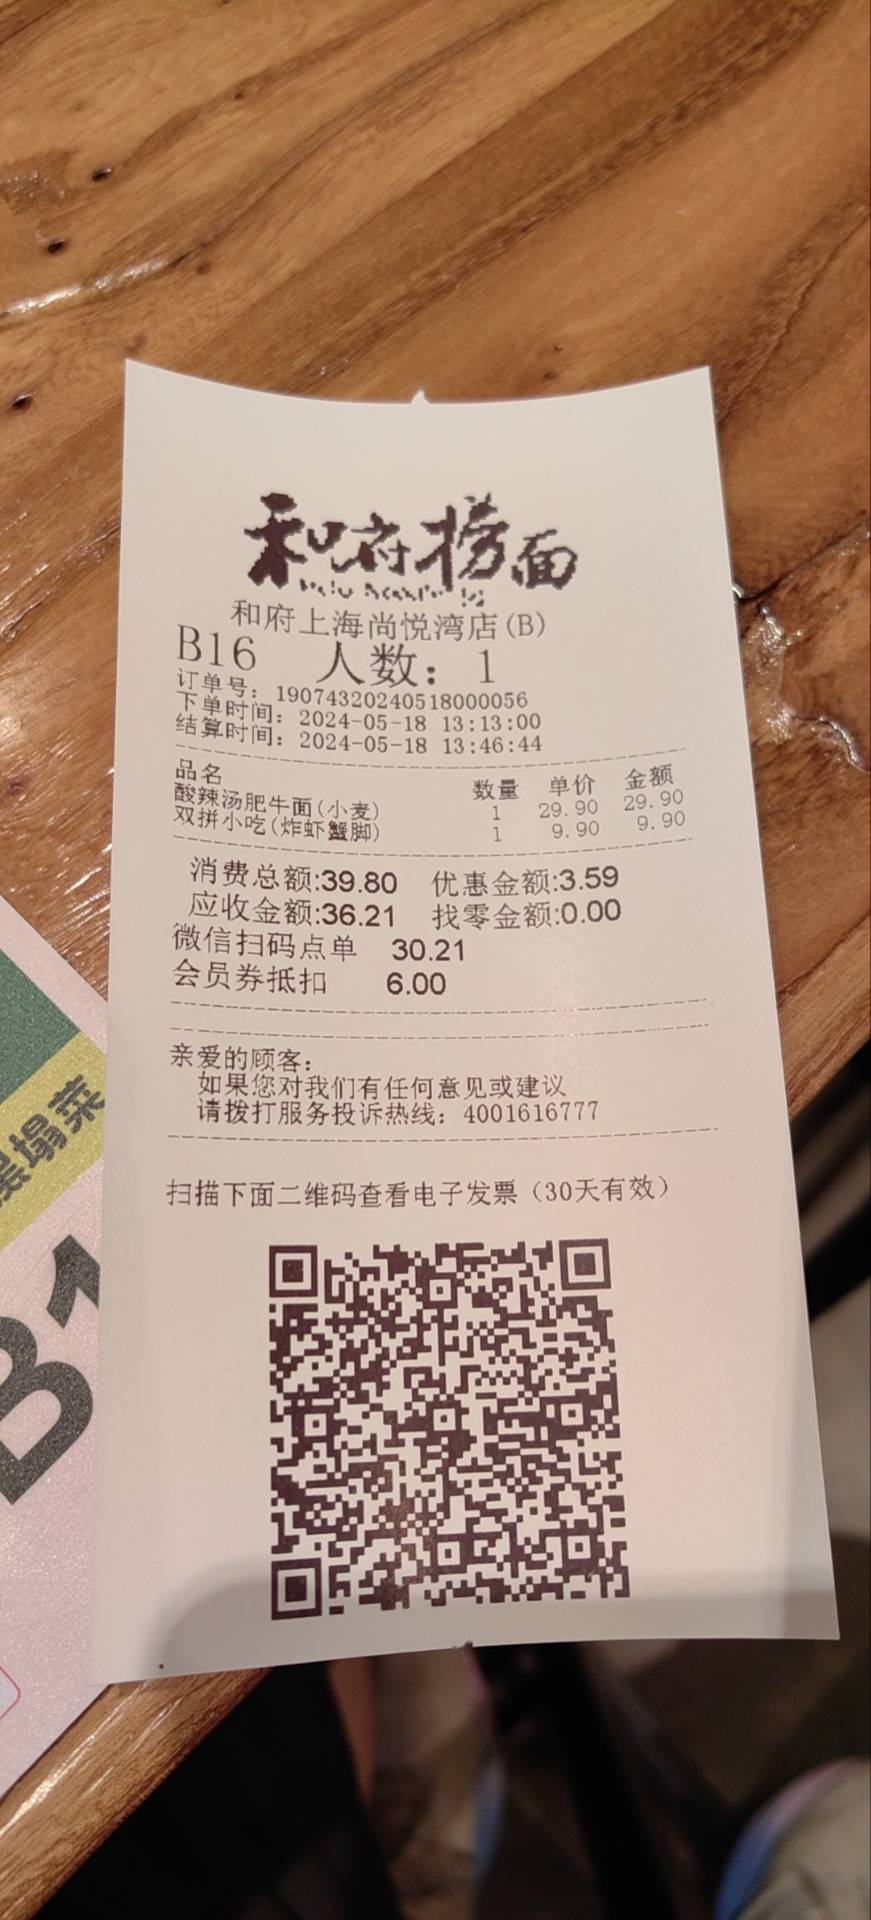 和府捞面
和府上海尚悦湾店(B)
B16 人数: 1
订单号: 19074320240518000056
下单时间: 2024-05-18 13:13:00
结算时间: 2024-05-18 13:46:44
品名 数量 单价 金额
酸辣汤肥牛面(小麦) 1 29.90 29.90
双拼小吃(炸虾蟹脚) 1 9.90 9.90
消费总额:39.80 优惠金额:3.59
应收金额:36.21 找零金额:0.00
微信扫码点单 30.21
会员券抵扣 6.00
亲爱的顾客:
如果您对我们有任何意见或建议
请拨打服务投诉热线: 4001616777
扫描下面二维码查看电子发票（30天有效）
塌菜
B1